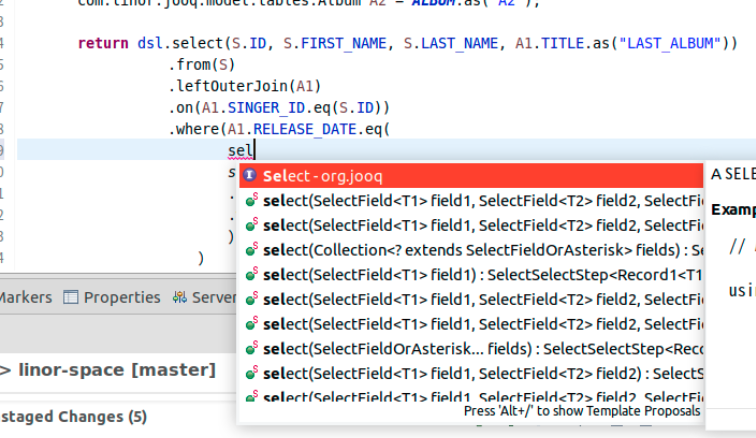 com.linor.jooq.model.tables.Album A2 = ALBUM.as("A2");
return dsl.select(S.ID, S.FIRST_NAME, S.LAST_NAME, A1.TITLE.as("LAST_ALBUM"))
.from(S)
.leftOuterJoin(A1)
.on(A1.SINGER_ID.eq(S.ID))
.where(A1.RELEASE_DATE.eq(
sel
s
.
.
)
)
Select - org.jooq
select(SelectField<T1> field1, SelectField<T2> field2, SelectFi
select(SelectField<T1> field1, SelectField<T2> field2, SelectFi
select(Collection<? extends SelectFieldOrAsterisk> fields) : Se
select(SelectField<T1> field1) : SelectSelectStep<Record1<T1
select(SelectField<T1> field1, SelectField<T2> field2, SelectFi
select(SelectField<T1> field1, SelectField<T2> field2, SelectFi
select(SelectFieldOrAsterisk... fields) : SelectSelectStep<Reco
select(SelectField<T1> field1, SelectField<T2> field2) : SelectS
select(SelectField<T1> field1, SelectField<T2> field2, SelectFi
Press 'Alt+/' to show Template Proposals
A SELE
Examp
//
usi
Markers Properties Server
> linor-space [master]
staged Changes (5)